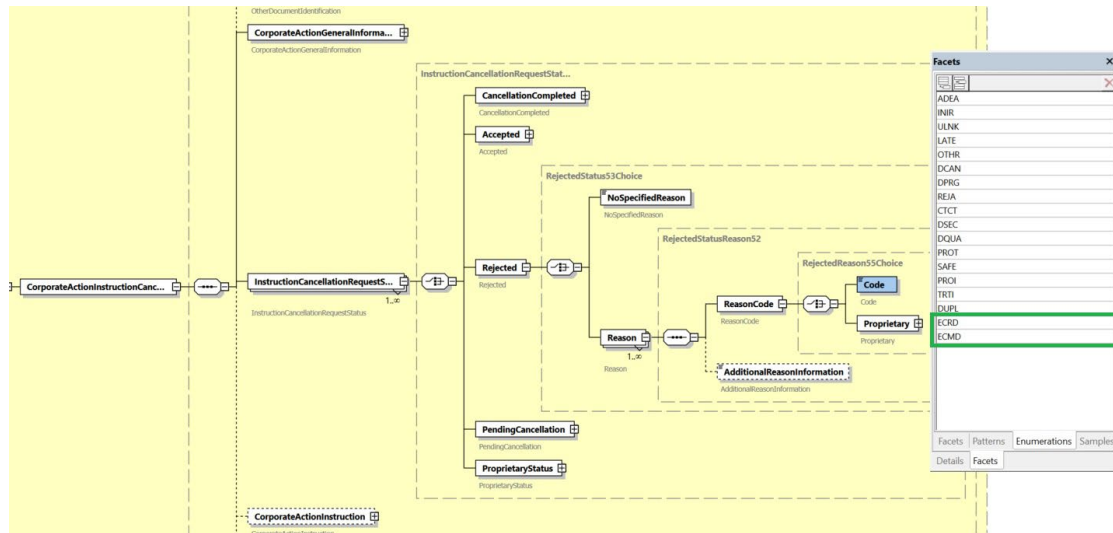 OtherDocumentIdentification
CorporateActionGeneralInforma...
CorporateActionGeneralInformation
InstructionCancellationRequestStat...
CancellationCompleted
CancellationCompleted
Accepted
Accepted
RejectedStatus53Choice
NoSpecifiedReason
NoSpecifiedReason
RejectedStatusReason52
RejectedReason55Choice
CorporateActionInstructionCanc...
InstructionCancellationRequestS...
1..∞
InstructionCancellationRequestStatus
Rejected
Rejected
Code
Code
ReasonCode
ReasonCode
Proprietary
Proprietary
Reason
1..∞
Reason
AdditionalReasonInformation
AdditionalReasonInformation
PendingCancellation
PendingCancellation
ProprietaryStatus
ProprietaryStatus
CorporateActionInstruction
CorporateActionInstruction
Facets
ADEA
INIR
ULNK
LATE
OTHR
DCAN
DPRG
REJA
CTCT
DSEC
DQUA
PROT
SAFE
PROI
TRTI
DUPL
ECRD
ECMD
Facets Patterns Enumerations Samples
Details Facets